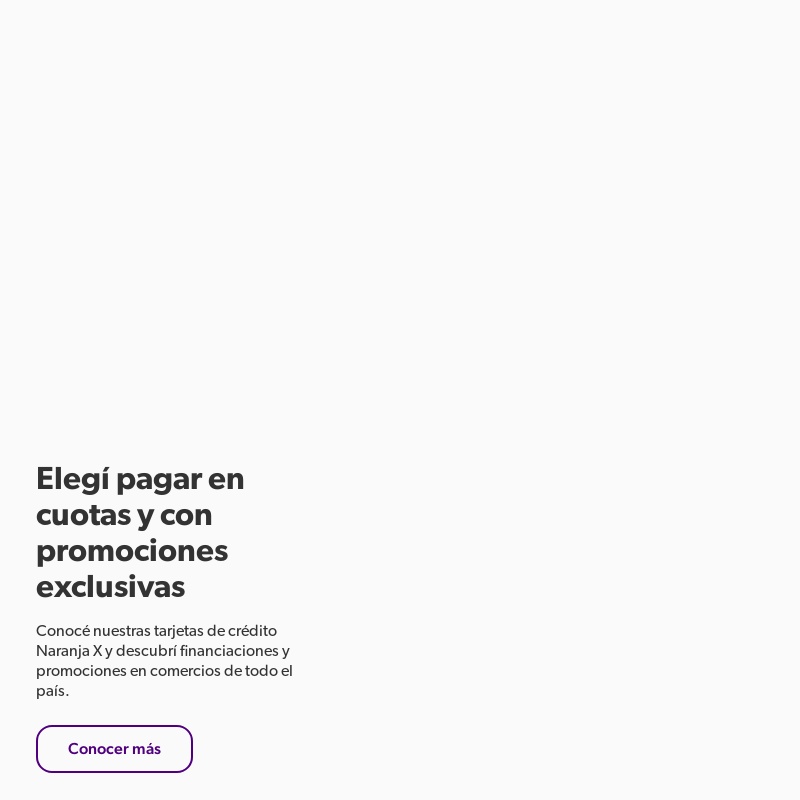 Elegí pagar en
cuotas y con
promociones
exclusivas
Conocé nuestras tarjetas de crédito
Naranja X y descubrí financiaciones y
promociones en comercios de todo el
país.
Conocer más